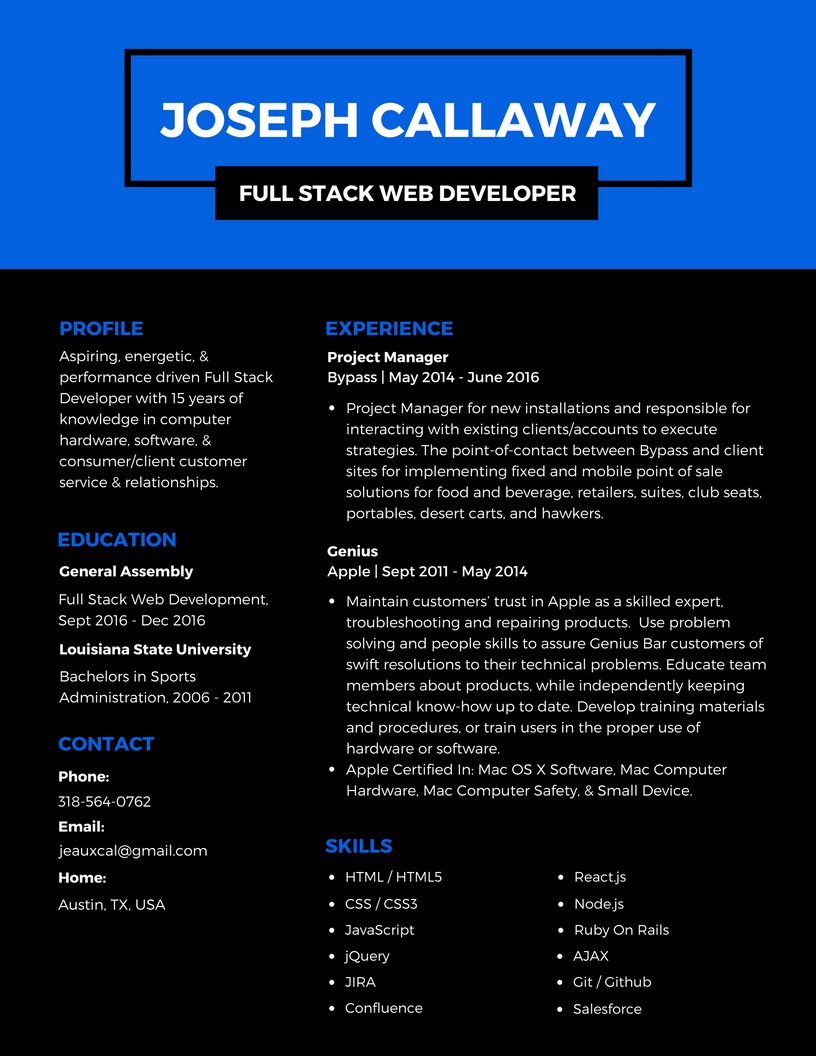 JOSEPH CALLAWAY
FULL STACK WEB DEVELOPER
PROFILE
Aspiring, energetic, &
performance driven Full Stack
Developer with 15 years of
knowledge in computer
hardware, software, &
consumer/client customer
service & relationships.
EDUCATION
General Assembly
Full Stack Web Development,
Sept 2016 - Dec 2016
Louisiana State University
Bachelors in Sports
Administration, 2006 - 2011
CONTACT
Phone:
318-564-0762
Email:
jeauxcal@gmail.com
Home:
Austin, TX, USA
EXPERIENCE
Project Manager
Bypass | May 2014 - June 2016
• Project Manager for new installations and responsible for
interacting with existing clients/accounts to execute
strategies. The point-of-contact between Bypass and client
sites for implementing fixed and mobile point of sale
solutions for food and beverage, retailers, suites, club seats,
portables, desert carts, and hawkers.
Genius
Apple | Sept 2011 - May 2014
• Maintain customers’ trust in Apple as a skilled expert,
troubleshooting and repairing products.  Use problem
solving and people skills to assure Genius Bar customers of
swift resolutions to their technical problems. Educate team
members about products, while independently keeping
technical know-how up to date. Develop training materials
and procedures, or train users in the proper use of
hardware or software.
• Apple Certified In: Mac OS X Software, Mac Computer
Hardware, Mac Computer Safety, & Small Device.
SKILLS
• HTML / HTML5
• CSS / CSS3
• JavaScript
• jQuery
• JIRA
• Confluence
• React.js
• Node.js
• Ruby On Rails
• AJAX
• Git / Github
• Salesforce